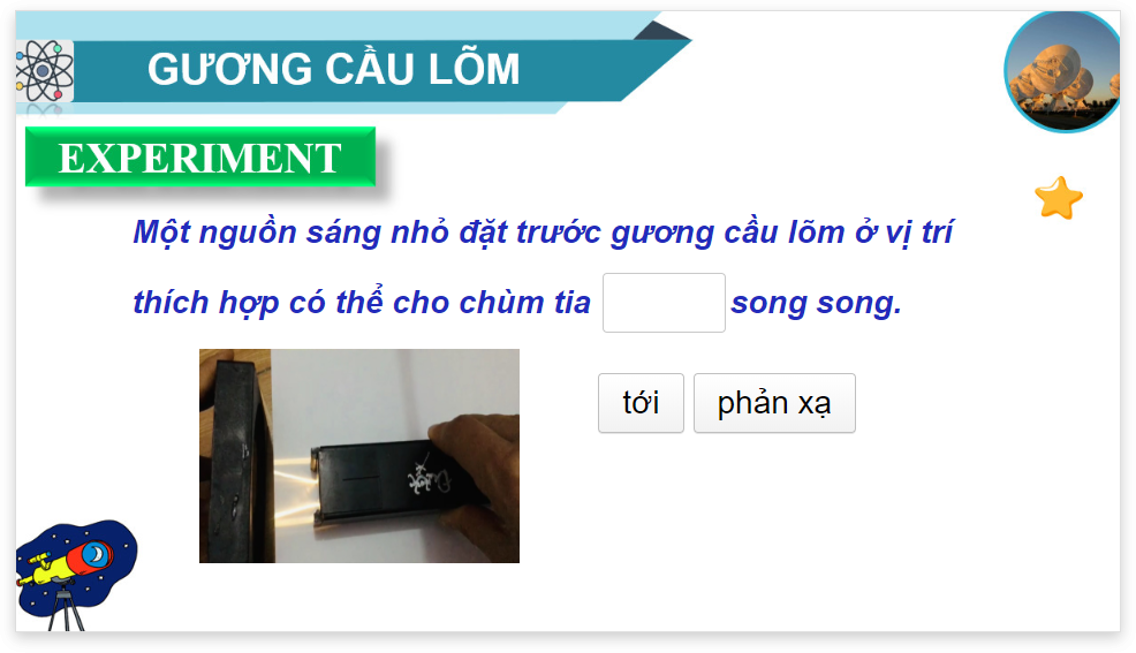 GƯƠNG CẦU LÕM
EXPERIMENT
Một nguồn sáng nhỏ đặt trước gương cầu lõm ở vị trí
thích hợp có thể cho chùm tia song song.
tới phản xạ